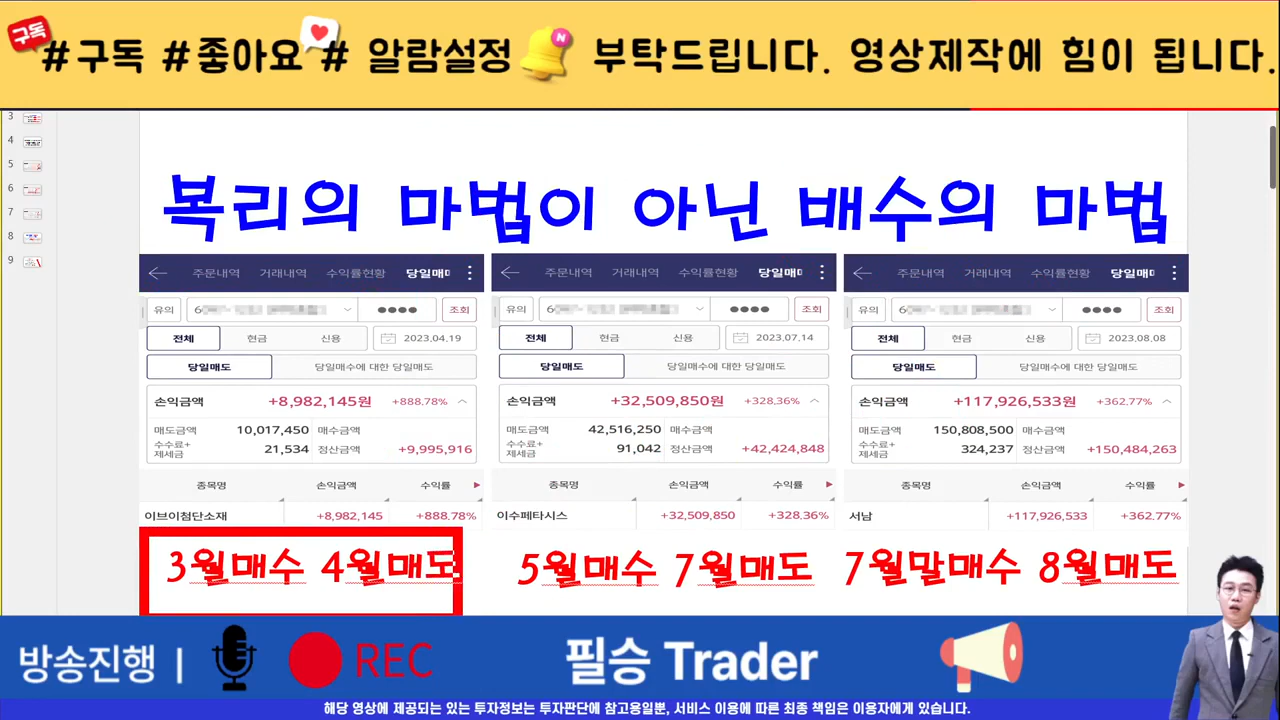 구독
#구독 #좋아요 # 알람설정 N 부탁드립니다. 영상제작에 힘이 됩니다.
3
4
5
6
7
8
9
복리의 마법이 아닌 배수의 마법
주문내역 거래내역 수익률현황 당일매
유의 6 ●●●● 조회
전체 현금 신용 2023.04.19
당일매도 당일매수에 대한 당일매도
손익금액 +8,982,145원 +888.78%
매도금액 10,017,450 매수금액
수수료+제세금 21,534 정산금액 +9,995,916
종목명 손익금액 수익률
이브이첨단소재 +8,982,145 +888.78%
3월매수 4월매도
주문내역 거래내역 수익률현황 당일매
유의 6 ●●●● 조회
전체 현금 신용 2023.07.14
당일매도 당일매수에 대한 당일매도
손익금액 +32,509,850원 +328,36%
매도금액 42,516,250 매수금액
수수료+제세금 91,042 정산금액 +42,424,848
종목명 손익금액 수익률
이수페타시스 +32,509,850 +328,36%
5월매수 7월매도
주문내역 거래내역 수익률현황 당일매
유의 6 ●●●● 조회
전체 현금 신용 2023.08.08
당일매도 당일매수에 대한 당일매도
손익금액 +117,926,533원 +362.77%
매도금액 150,808,500 매수금액
수수료+제세금 324,237 정산금액 +150,484,263
종목명 손익금액 수익률
서남 +117,926,533 +362.77%
7월말매수 8월매도
방송진행 | REC 필승 Trader
해당 영상에 제공되는 있는 투자정보는 투자판단에 참고용일뿐, 서비스 이용에 따른 최종 책임은 이용자에게 있습니다.